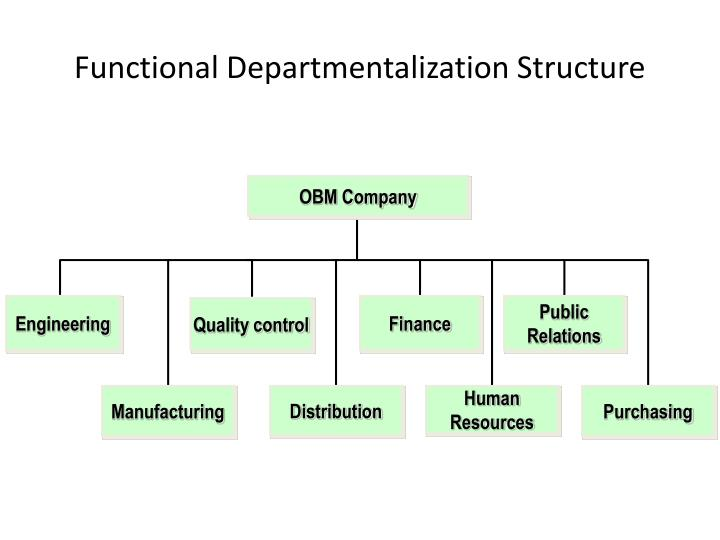 Functional Departmentalization Structure
OBM Company
Engineering
Quality control
Finance
Public
Relations
Manufacturing
Distribution
Human
Resources
Purchasing